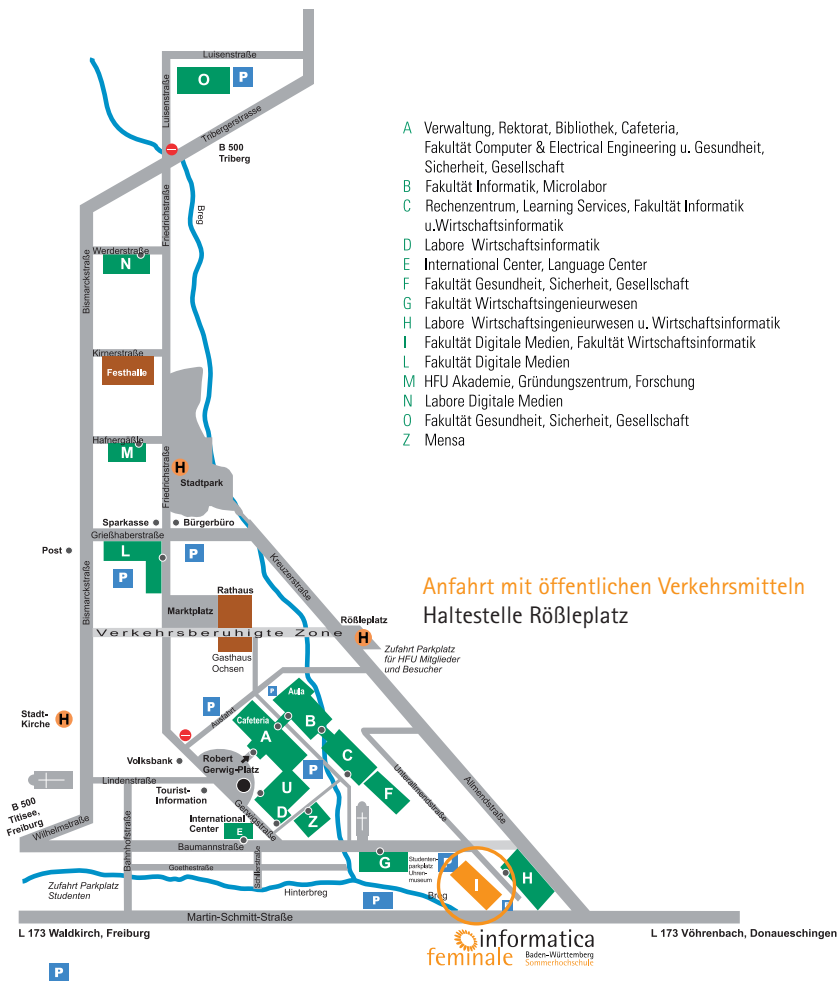 Luisenstraße
O
P
Luisenstraße
Tribergerstrasse
B 500
Triberg
A Verwaltung, Rektorat, Bibliothek, Cafeteria,
Fakultät Computer & Electrical Engineering u. Gesundheit,
Sicherheit, Gesellschaft
B Fakultät Informatik, Microlabor
C Rechenzentrum, Learning Services, Fakultät Informatik
u.Wirtschaftsinformatik
D Labore Wirtschaftsinformatik
E International Center, Language Center
F Fakultät Gesundheit, Sicherheit, Gesellschaft
G Fakultät Wirtschaftsingenieurwesen
H Labore Wirtschaftsingenieurwesen u. Wirtschaftsinformatik
I Fakultät Digitale Medien, Fakultät Wirtschaftsinformatik
L Fakultät Digitale Medien
M HFU Akademie, Gründungszentrum, Forschung
N Labore Digitale Medien
O Fakultät Gesundheit, Sicherheit, Gesellschaft
Z Mensa
Friedrichstraße
Breg
Bismarckstraße
Werderstraße
N
Kirnerstraße
Festhalle
Hafnergäßle
M
Friedrichstraße
H
Stadtpark
Sparkasse
Bürgerbüro
Grießhaberstraße
Post
L
P
P
Kreuzerstraße
Bismarckstraße
Anfahrt mit öffentlichen Verkehrsmitteln
Haltestelle Rößleplatz
Rathaus
Marktplatz
Rößleplatz
H
Verkehrsberuhigte Zone
Zufahrt Parkplatz
für HFU Mitglieder
und Besucher
Gasthaus
Ochsen
P
P
P
Ausfahrt
Aula
Cafeteria
B
A
Stadt-
Kirche
H
Robert
Gerwig-Platz
Volksbank
C
P
F
U
Unterallmendstraße
Allmendstraße
Lindenstraße
Tourist-
Information
B 500
Titisee,
Freiburg
Wilhelmstraße
Bahnhofstraße
International
Center
E
Gerwigstraße
D
Z
Baumannstraße
Goethestraße
Schillerstraße
G
Studenten-
parkplatz
Uhren-
museum
P
I
H
P
Zufahrt Parkplatz
Studenten
Hinterbreg
P
Breg
Martin-Schmitt-Straße
L 173 Waldkirch, Freiburg
L 173 Vöhrenbach, Donaueschingen
informatica
feminale
Baden-Württemberg
Sommerhochschule
P